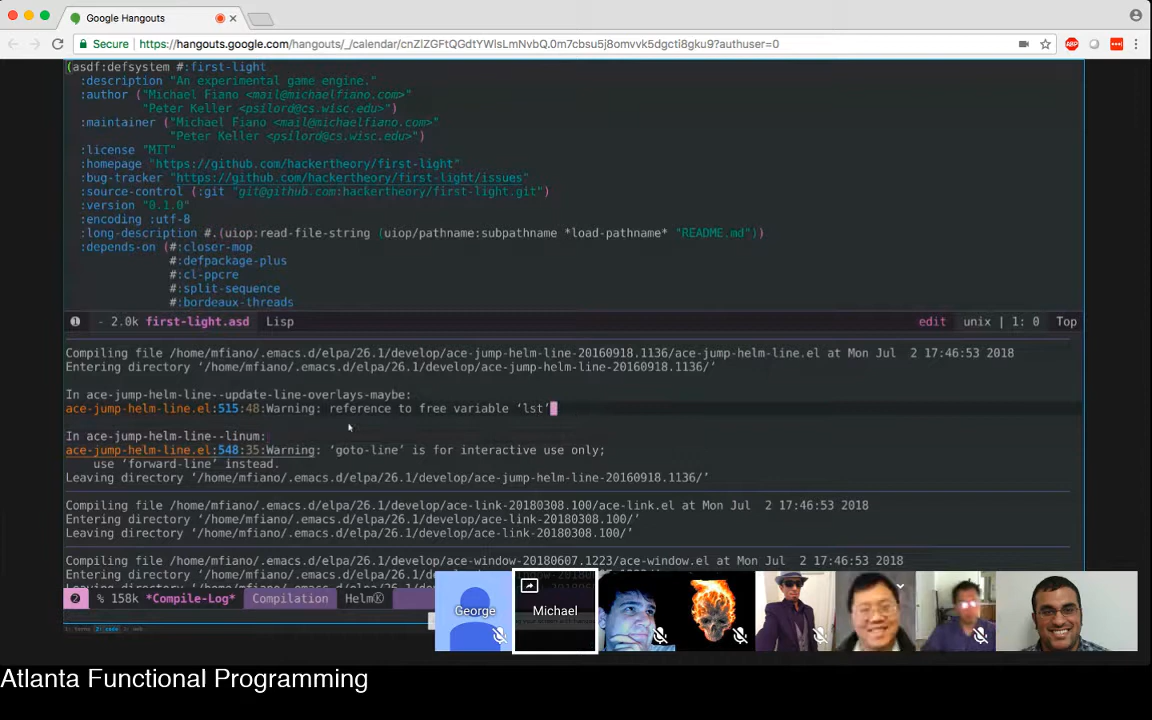 Google Hangouts
Secure
https://hangouts.google.com/hangouts/_/calendar/cnZlZGFtQGdtYWlsLmNvbQ.0m7cbsu5j8omvvk5dgcti8gku9?authuser=0
ABP
(asdf:defsystem #:first-light
:description "An experimental game engine."
:author ("Michael Fiano <mail@michaelfiano.com>"
"Peter Keller <psilord@cs.wisc.edu>")
:maintainer ("Michael Fiano <mail@michaelfiano.com>"
"Peter Keller <psilord@cs.wisc.edu>")
:license "MIT"
:homepage "https://github.com/hackertheory/first-light"
:bug-tracker "https://github.com/hackertheory/first-light/issues"
:source-control (:git "git@github.com:hackertheory/first-light.git")
:version "0.1.0"
:encoding :utf-8
:long-description #.(uiop:read-file-string (uiop/pathname:subpathname *load-pathname* "README.md"))
:depends-on (#:closer-mop
#:defpackage-plus
#:cl-ppcre
#:split-sequence
#:bordeaux-threads
❶ - 2.0k first-light.asd Lisp edit unix | 1: 0 Top
Compiling file /home/mfiano/.emacs.d/elpa/26.1/develop/ace-jump-helm-line-20160918.1136/ace-jump-helm-line.el at Mon Jul  2 17:46:53 2018
Entering directory ‘/home/mfiano/.emacs.d/elpa/26.1/develop/ace-jump-helm-line-20160918.1136/’
In ace-jump-helm-line--update-line-overlays-maybe:
ace-jump-helm-line.el:515:48:Warning: reference to free variable ‘lst’
In ace-jump-helm-line--linum:
ace-jump-helm-line.el:548:35:Warning: ‘goto-line’ is for interactive use only;
use ‘forward-line’ instead.
Leaving directory ‘/home/mfiano/.emacs.d/elpa/26.1/develop/ace-jump-helm-line-20160918.1136/’
Compiling file /home/mfiano/.emacs.d/elpa/26.1/develop/ace-link-20180308.100/ace-link.el at Mon Jul  2 17:46:53 2018
Entering directory ‘/home/mfiano/.emacs.d/elpa/26.1/develop/ace-link-20180308.100/’
Leaving directory ‘/home/mfiano/.emacs.d/elpa/26.1/develop/ace-link-20180308.100/’
Compiling file /home/mfiano/.emacs.d/elpa/26.1/develop/ace-window-20180607.1223/ace-window.el at Mon Jul  2 17:46:53 2018
Entering directory ‘/home/mfiano/.emacs.d/elpa/26.1/develop/ace-window-20180607.1223/’
❷ % 158k *Compile-Log* Compilation HelmⓀ
George
Michael
Atlanta Functional Programming